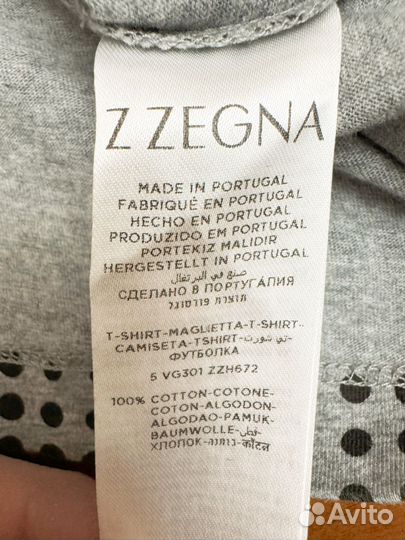 Z ZEGNA
MADE IN PORTUGAL
FABRIQUÉ EN PORTUGAL
HECHO EN PORTUGAL
PRODUZIDO EM PORTUGAL
PORTEKIZ MALIDIR
HERGESTELLT IN PORTUGAL
صنع في البرتغال
СДЕЛАНО В ПОРТУГАЛИЯ
תוצרת פורטוגל
T-SHIRT-MAGLIETTA-T-SHIRT-
CAMISETA-TSHIRT-تي شورت-
ФУТБОЛКА
5 VG301 ZZH672
100% COTTON-COTONE-
COTON-ALGODON-
ALGODAO-PAMUK-
BAUMWOLLE-قطن-
ХЛОПОК-כותנה-कॉटन
Avito